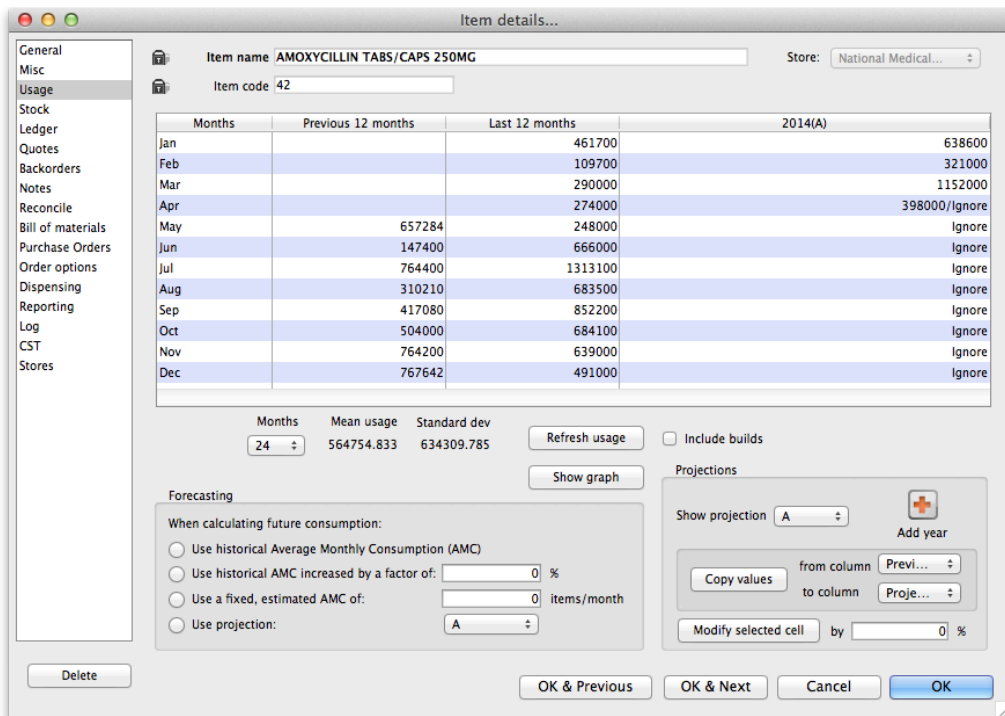 Item details...
General
Misc
Usage
Stock
Ledger
Quotes
Backorders
Notes
Reconcile
Bill of materials
Purchase Orders
Order options
Dispensing
Reporting
Log
CST
Stores
Delete
Item name AMOXYCILLIN TABS/CAPS 250MG Store: National Medical...
Item code 42
Months Previous 12 months Last 12 months 2014(A)
Jan 461700 638600
Feb 109700 321000
Mar 290000 1152000
Apr 274000 398000/Ignore
May 657284 248000 Ignore
Jun 147400 666000 Ignore
Jul 764400 1313100 Ignore
Aug 310210 683500 Ignore
Sep 417080 852200 Ignore
Oct 504000 684100 Ignore
Nov 764200 639000 Ignore
Dec 767642 491000 Ignore
Months Mean usage Standard dev
24 564754.833 634309.785
Refresh usage
Include builds
Show graph
Forecasting
When calculating future consumption:
Use historical Average Monthly Consumption (AMC)
Use historical AMC increased by a factor of: 0 %
Use a fixed, estimated AMC of: 0 items/month
Use projection: A
Projections
Show projection A
Add year
Copy values
from column Previ...
to column Proje...
Modify selected cell by 0 %
OK & Previous OK & Next Cancel OK